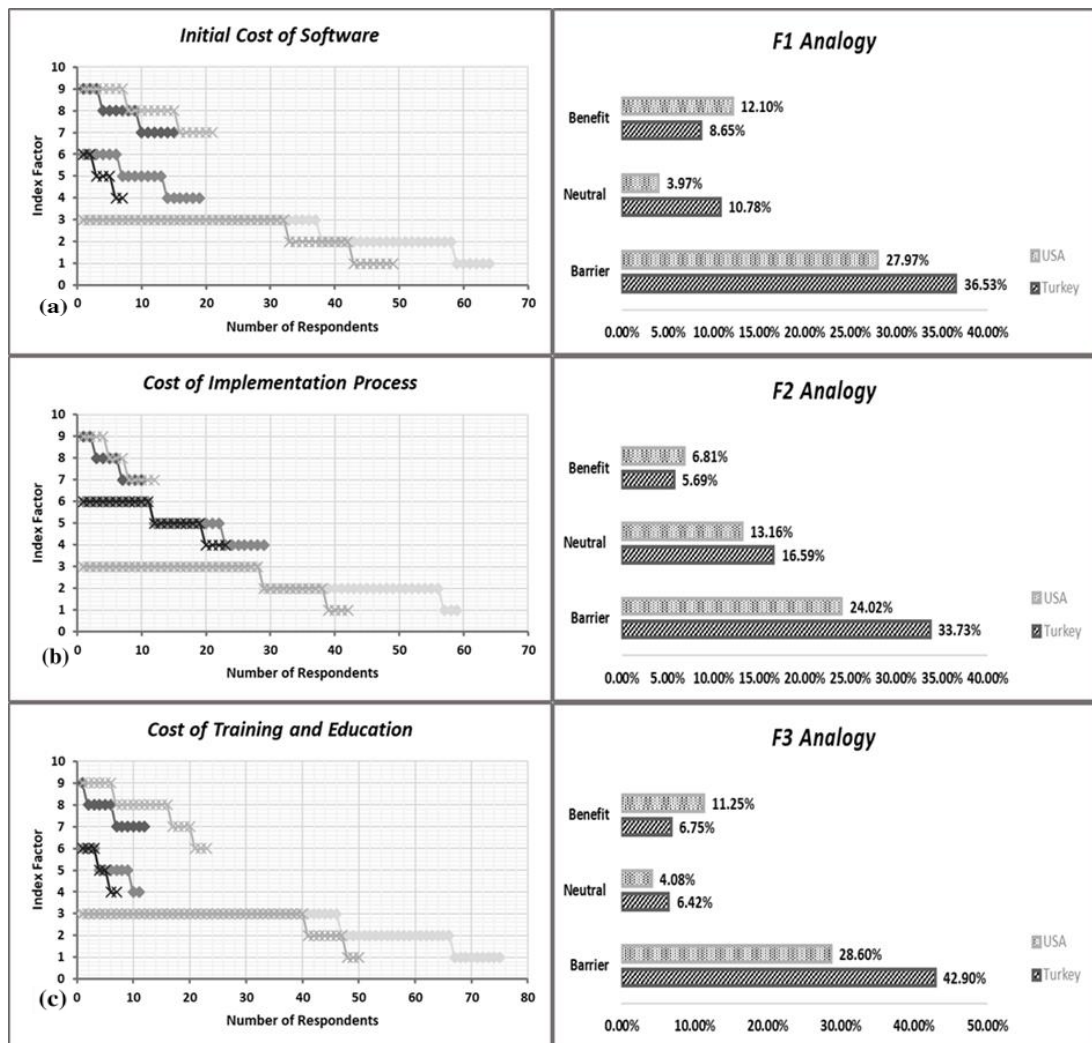 Initial Cost of Software
10
9
8
7
6
5
4
3
2
1
0
Index Factor
0 10 20 30 40 50 60 70
Number of Respondents
(a)
F1 Analogy
Benefit
12.10%
8.65%
Neutral
3.97%
10.78%
Barrier
27.97%
36.53%
USA
Turkey
0.00% 5.00% 10.00% 15.00% 20.00% 25.00% 30.00% 35.00% 40.00%
Cost of Implementation Process
10
9
8
7
6
5
4
3
2
1
0
Index Factor
0 10 20 30 40 50 60 70
Number of Respondents
(b)
F2 Analogy
Benefit
6.81%
5.69%
Neutral
13.16%
16.59%
Barrier
24.02%
33.73%
USA
Turkey
0.00% 5.00% 10.00% 15.00% 20.00% 25.00% 30.00% 35.00% 40.00%
Cost of Training and Education
10
9
8
7
6
5
4
3
2
1
0
Index Factor
0 10 20 30 40 50 60 70 80
Number of Respondents
(c)
F3 Analogy
Benefit
11.25%
6.75%
Neutral
4.08%
6.42%
Barrier
28.60%
42.90%
USA
Turkey
0.00% 10.00% 20.00% 30.00% 40.00% 50.00%